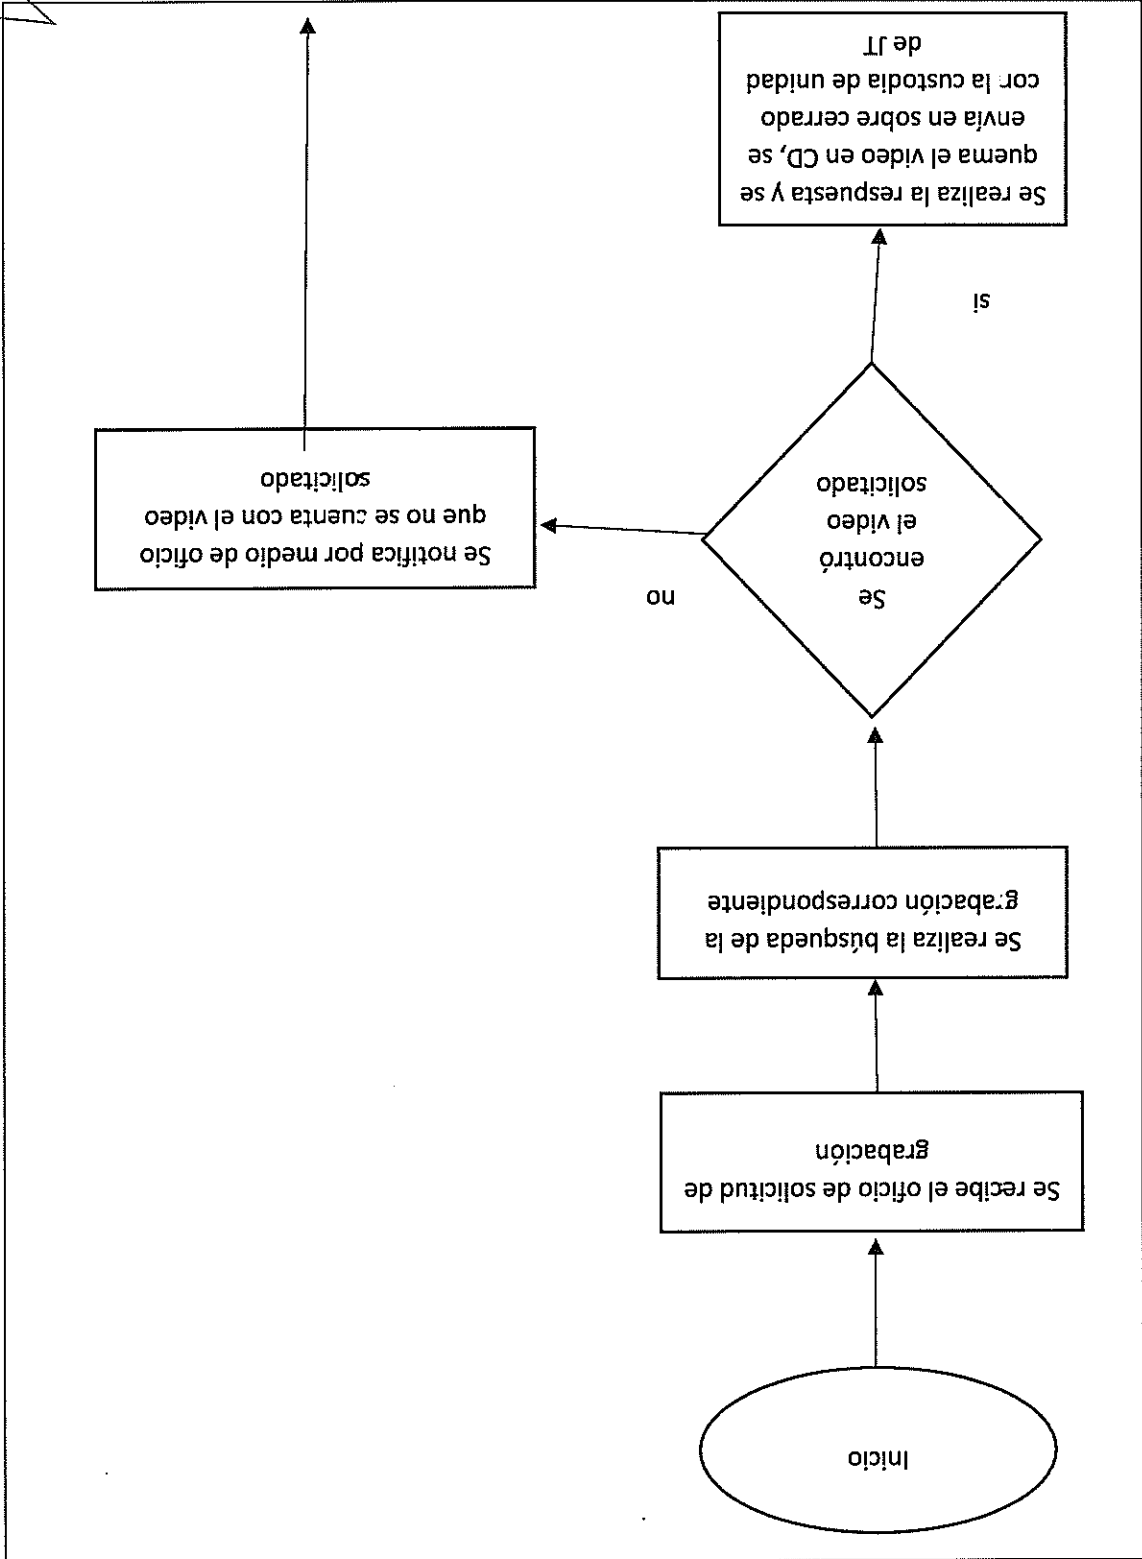 Inicio
Se recibe el oficio de solicitud de
grabación
Se realiza la búsqueda de la
grabación correspondiente
Se
encontró
el video
solicitado
no
Se notifica por medio de oficio
que no se cuenta con el video
solicitado
si
Se realiza la respuesta y se
quema el video en CD, se
envía en sobre cerrado
con la custodia de unidad
de JT